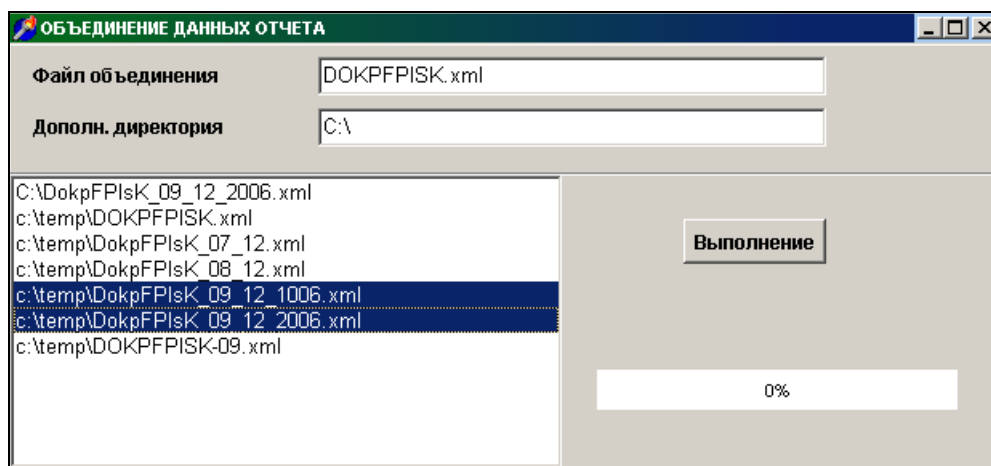 ОБЪЕДИНЕНИЕ ДАННЫХ ОТЧЕТА
Файл объединения DOKPFPISK.xml
Дополн. директория C:\
C:\DokpFPIsK_09_12_2006.xml
c:\temp\DOKPFPISK.xml
c:\temp\DokpFPIsK_07_12.xml
c:\temp\DokpFPIsK_08_12.xml
c:\temp\DokpFPIsK_09_12_1006.xml
c:\temp\DokpFPIsK_09_12_2006.xml
c:\temp\DOKPFPISK-09.xml
Выполнение
0%